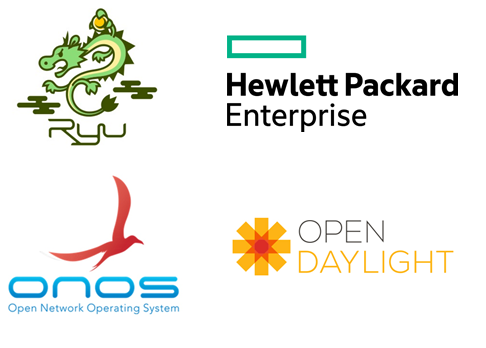 Ryu
Hewlett Packard
Enterprise
onos
Open Network Operating System
OPEN
DAYLIGHT